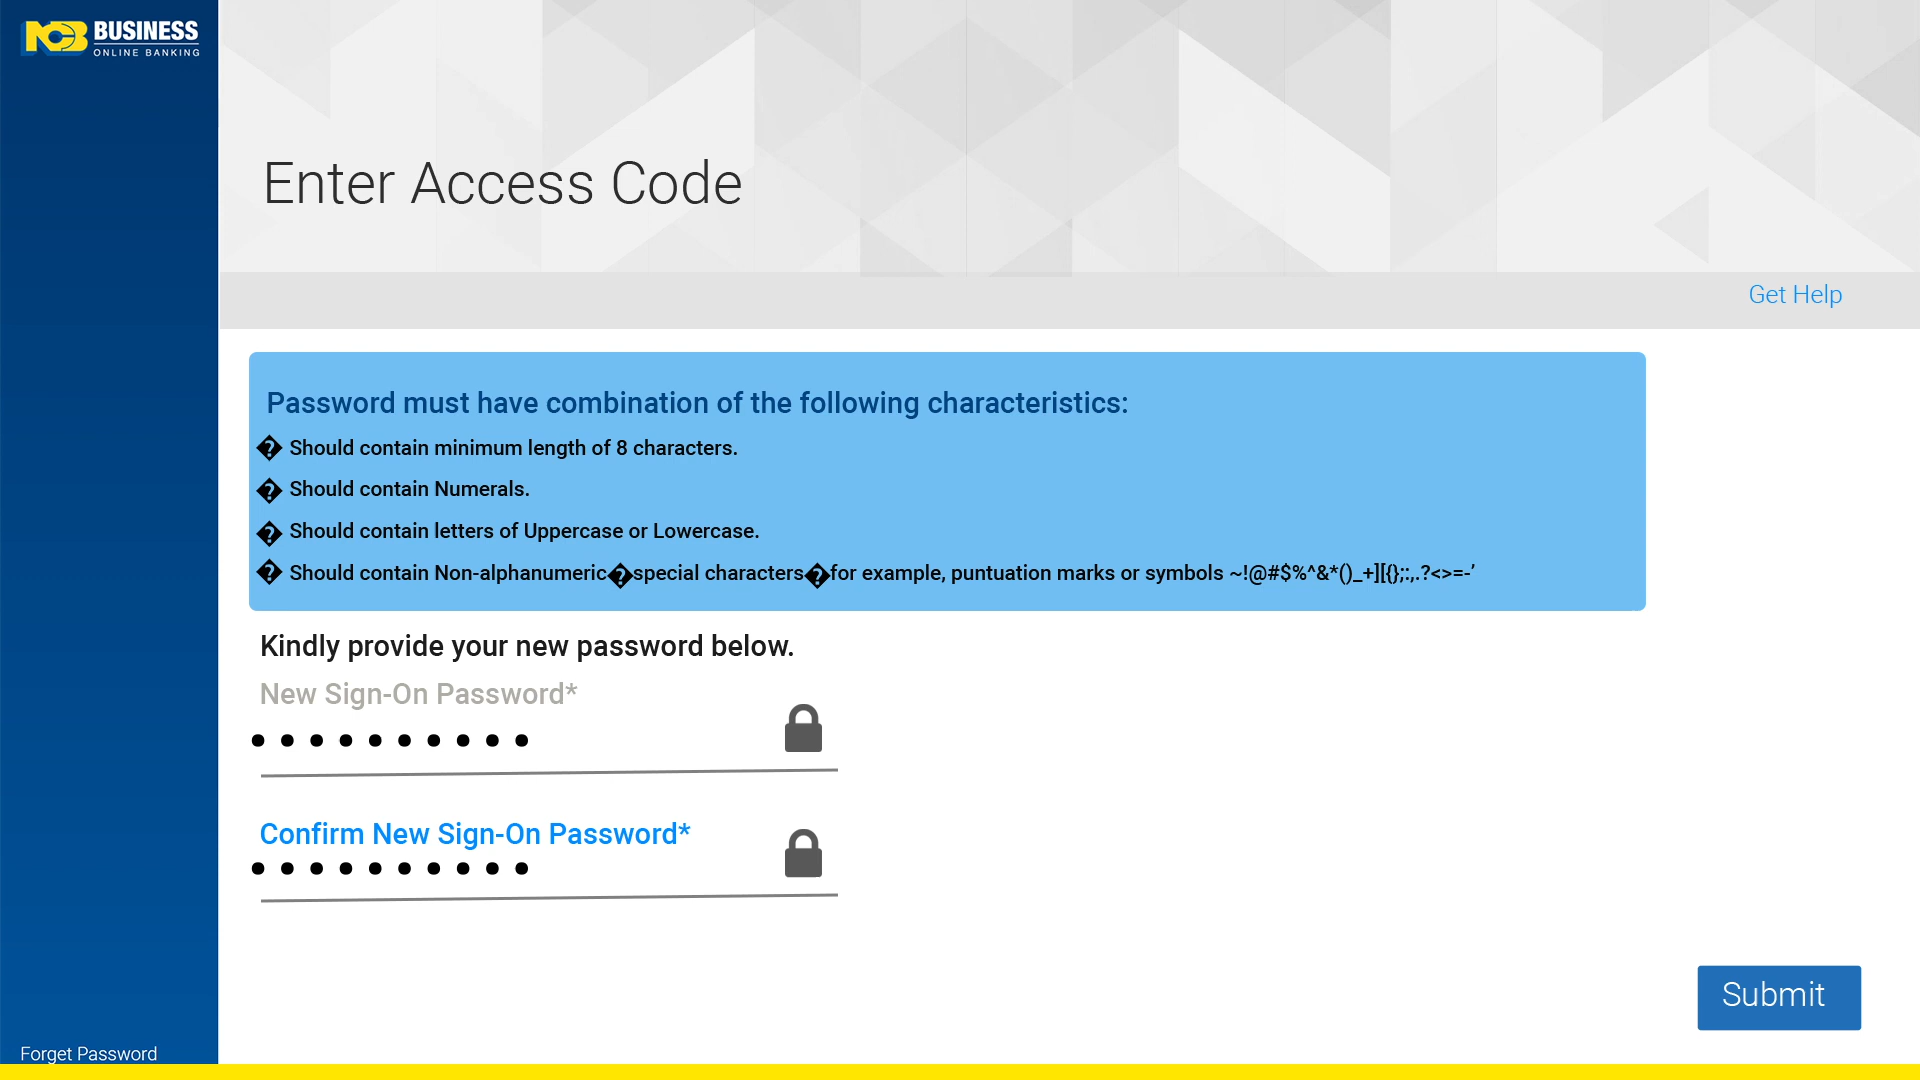 NCB BUSINESS
ONLINE BANKING
Enter Access Code
Get Help
Password must have combination of the following characteristics:
� Should contain minimum length of 8 characters.
� Should contain Numerals.
� Should contain letters of Uppercase or Lowercase.
� Should contain Non-alphanumeric�special characters�for example, puntuation marks or symbols ~!@#$%^&*()_+][{};:,.?<>=-’
Kindly provide your new password below.
New Sign-On Password*
Confirm New Sign-On Password*
Submit
Forget Password